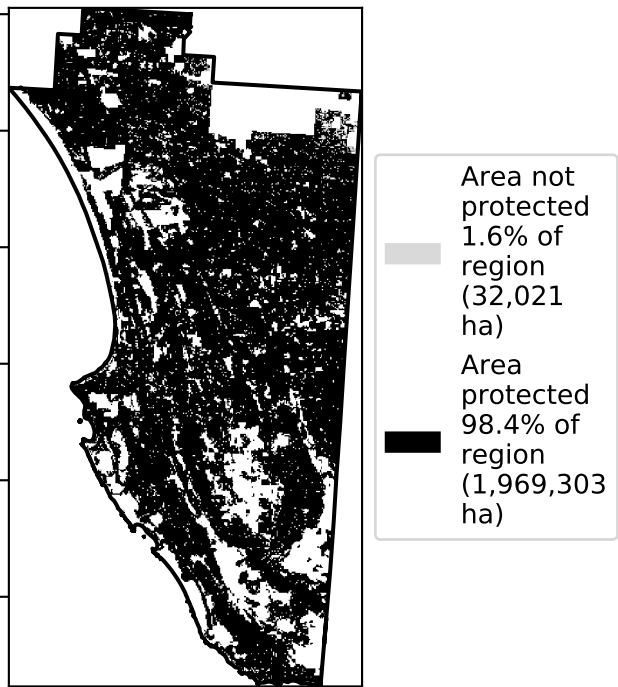 Area not
protected
1.6% of
region
(32,021
ha)
Area
protected
98.4% of
region
(1,969,303
ha)